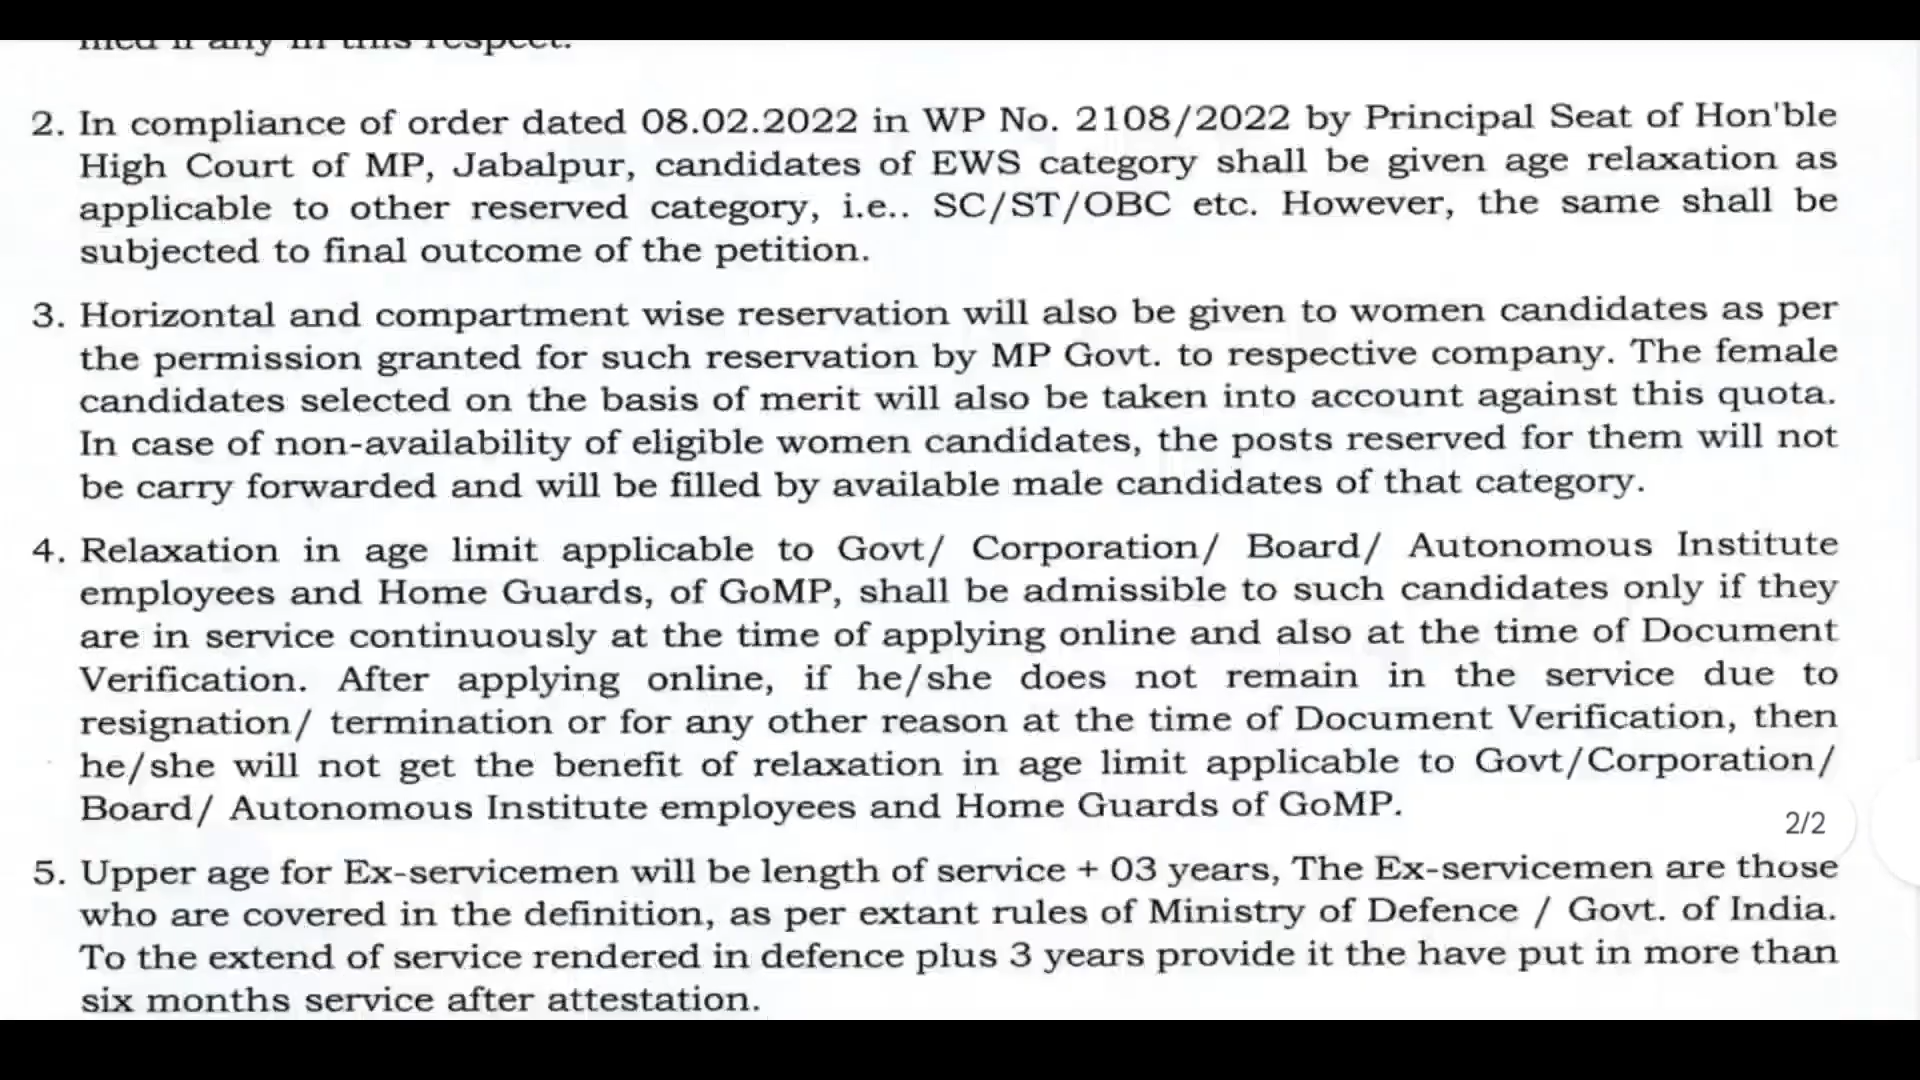 med if any in this respect.
2. In compliance of order dated 08.02.2022 in WP No. 2108/2022 by Principal Seat of Hon'ble
High Court of MP, Jabalpur, candidates of EWS category shall be given age relaxation as
applicable to other reserved category, i.e.. SC/ST/OBC etc. However, the same shall be
subjected to final outcome of the petition.
3. Horizontal and compartment wise reservation will also be given to women candidates as per
the permission granted for such reservation by MP Govt. to respective company. The female
candidates selected on the basis of merit will also be taken into account against this quota.
In case of non-availability of eligible women candidates, the posts reserved for them will not
be carry forwarded and will be filled by available male candidates of that category.
4. Relaxation in age limit applicable to Govt/ Corporation/ Board/ Autonomous Institute
employees and Home Guards, of GoMP, shall be admissible to such candidates only if they
are in service continuously at the time of applying online and also at the time of Document
Verification. After applying online, if he/she does not remain in the service due to
resignation/ termination or for any other reason at the time of Document Verification, then
he/she will not get the benefit of relaxation in age limit applicable to Govt/Corporation/
Board/ Autonomous Institute employees and Home Guards of GoMP.
2/2
5. Upper age for Ex-servicemen will be length of service + 03 years, The Ex-servicemen are those
who are covered in the definition, as per extant rules of Ministry of Defence / Govt. of India.
To the extend of service rendered in defence plus 3 years provide it the have put in more than
six months service after attestation.